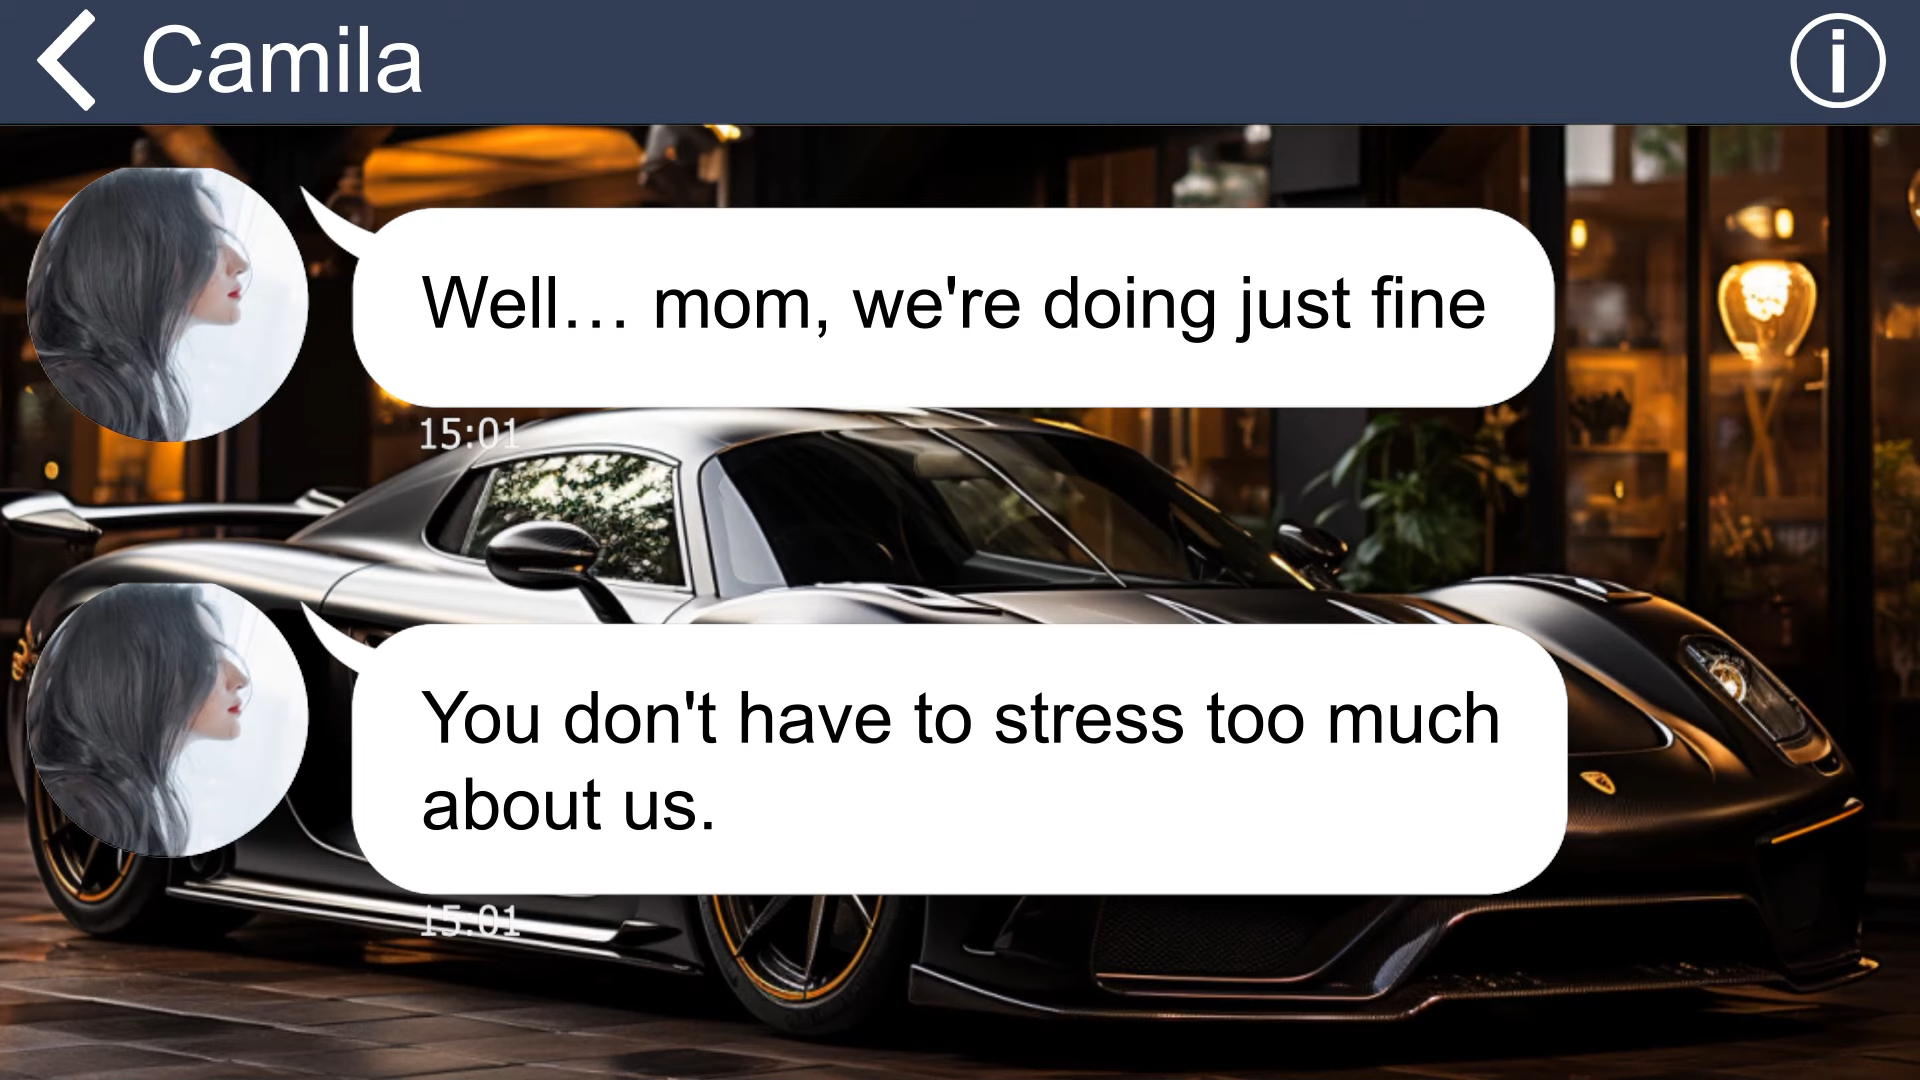 Camila
Well… mom, we're doing just fine
15:01
You don't have to stress too much
about us.
15:01